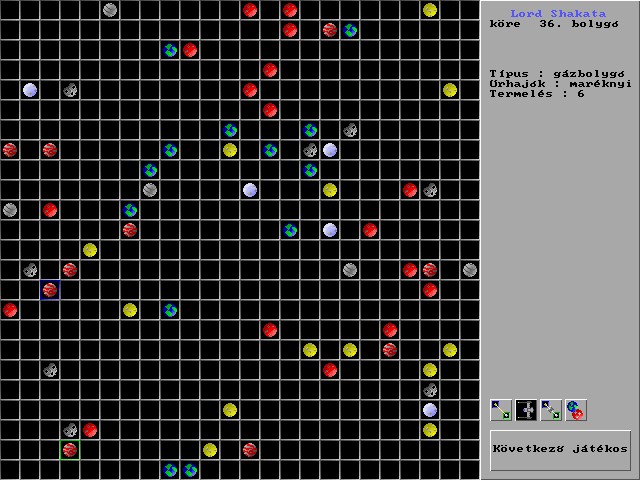 Lord Shakata
köre 36. bolygó
Típus : gázbolygó
Űrhajók : maréknyi
Termelés : 6
Következő játékos